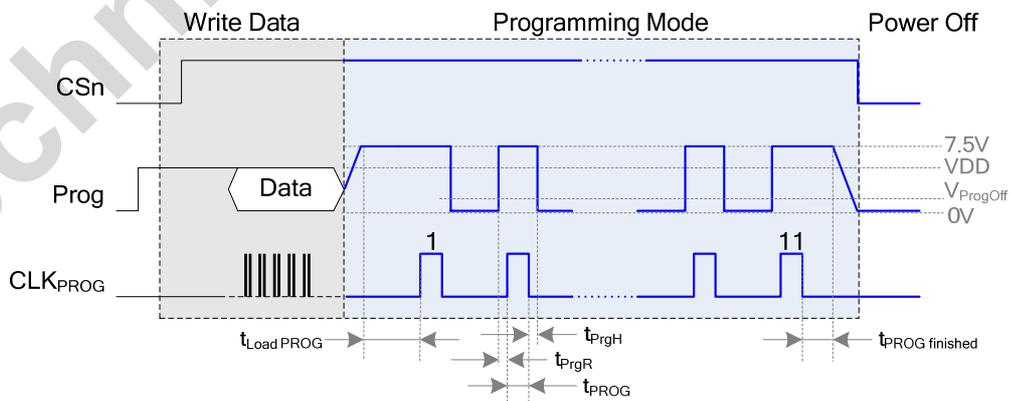 Write Data
Programming Mode
Power Off
CSn
Prog
Data
7.5V
VDD
VProgOff
0V
1
11
CLKPROG
tLoad PROG
tPrgH
tPROG finished
tPrgR
tPROG